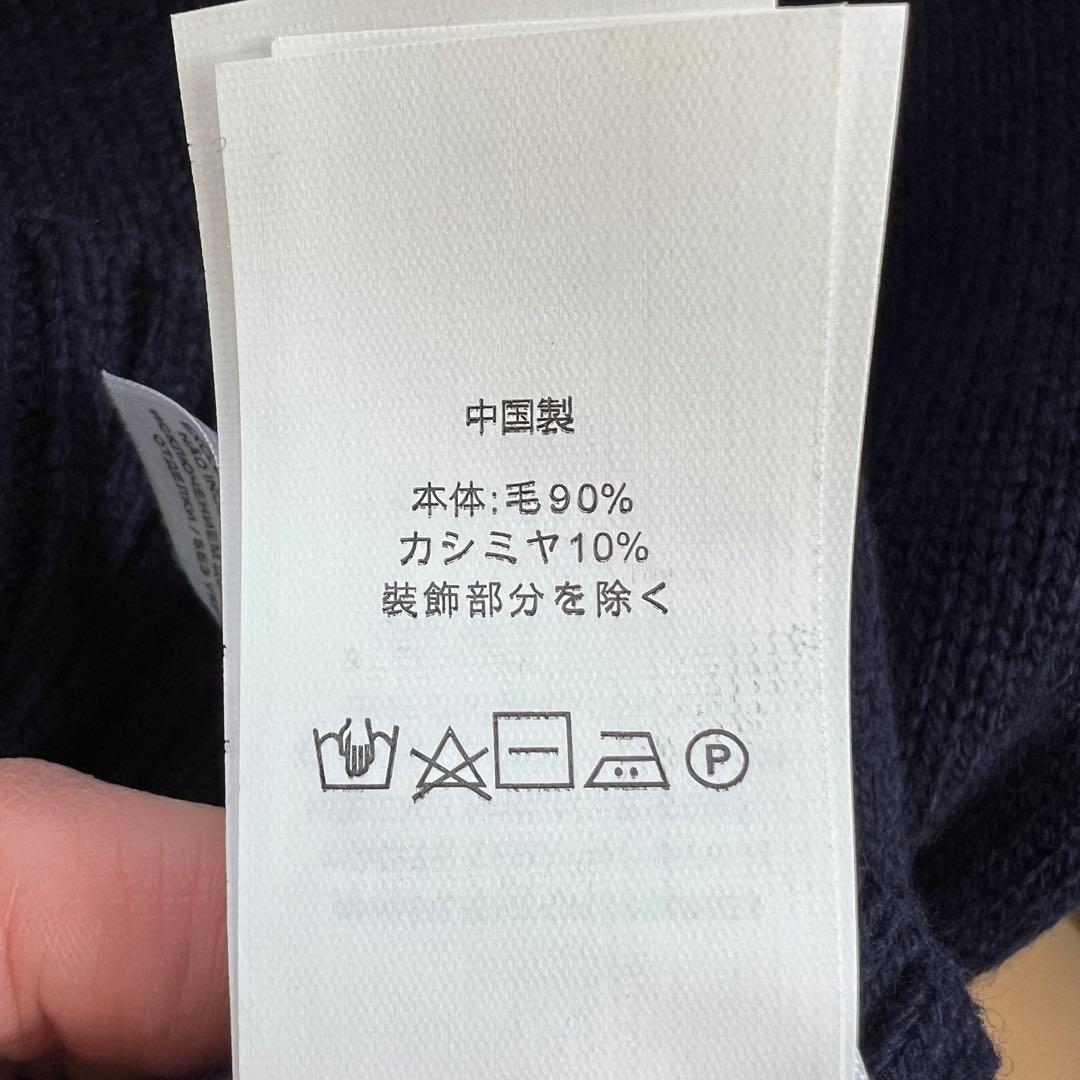 中国製
本体:毛90%
カシミヤ10%
装飾部分を除く
P